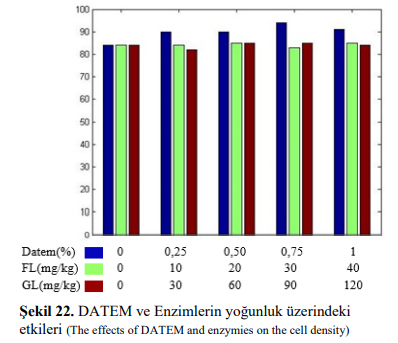 100
90
80
70
60
50
40
30
20
10
0
Datem(%) 0 0,25 0,50 0,75 1
FL(mg/kg) 0 10 20 30 40
GL(mg/kg) 0 30 60 90 120
Şekil 22. DATEM ve Enzimlerin yoğunluk üzerindeki
etkileri (The effects of DATEM and enzymies on the cell density)